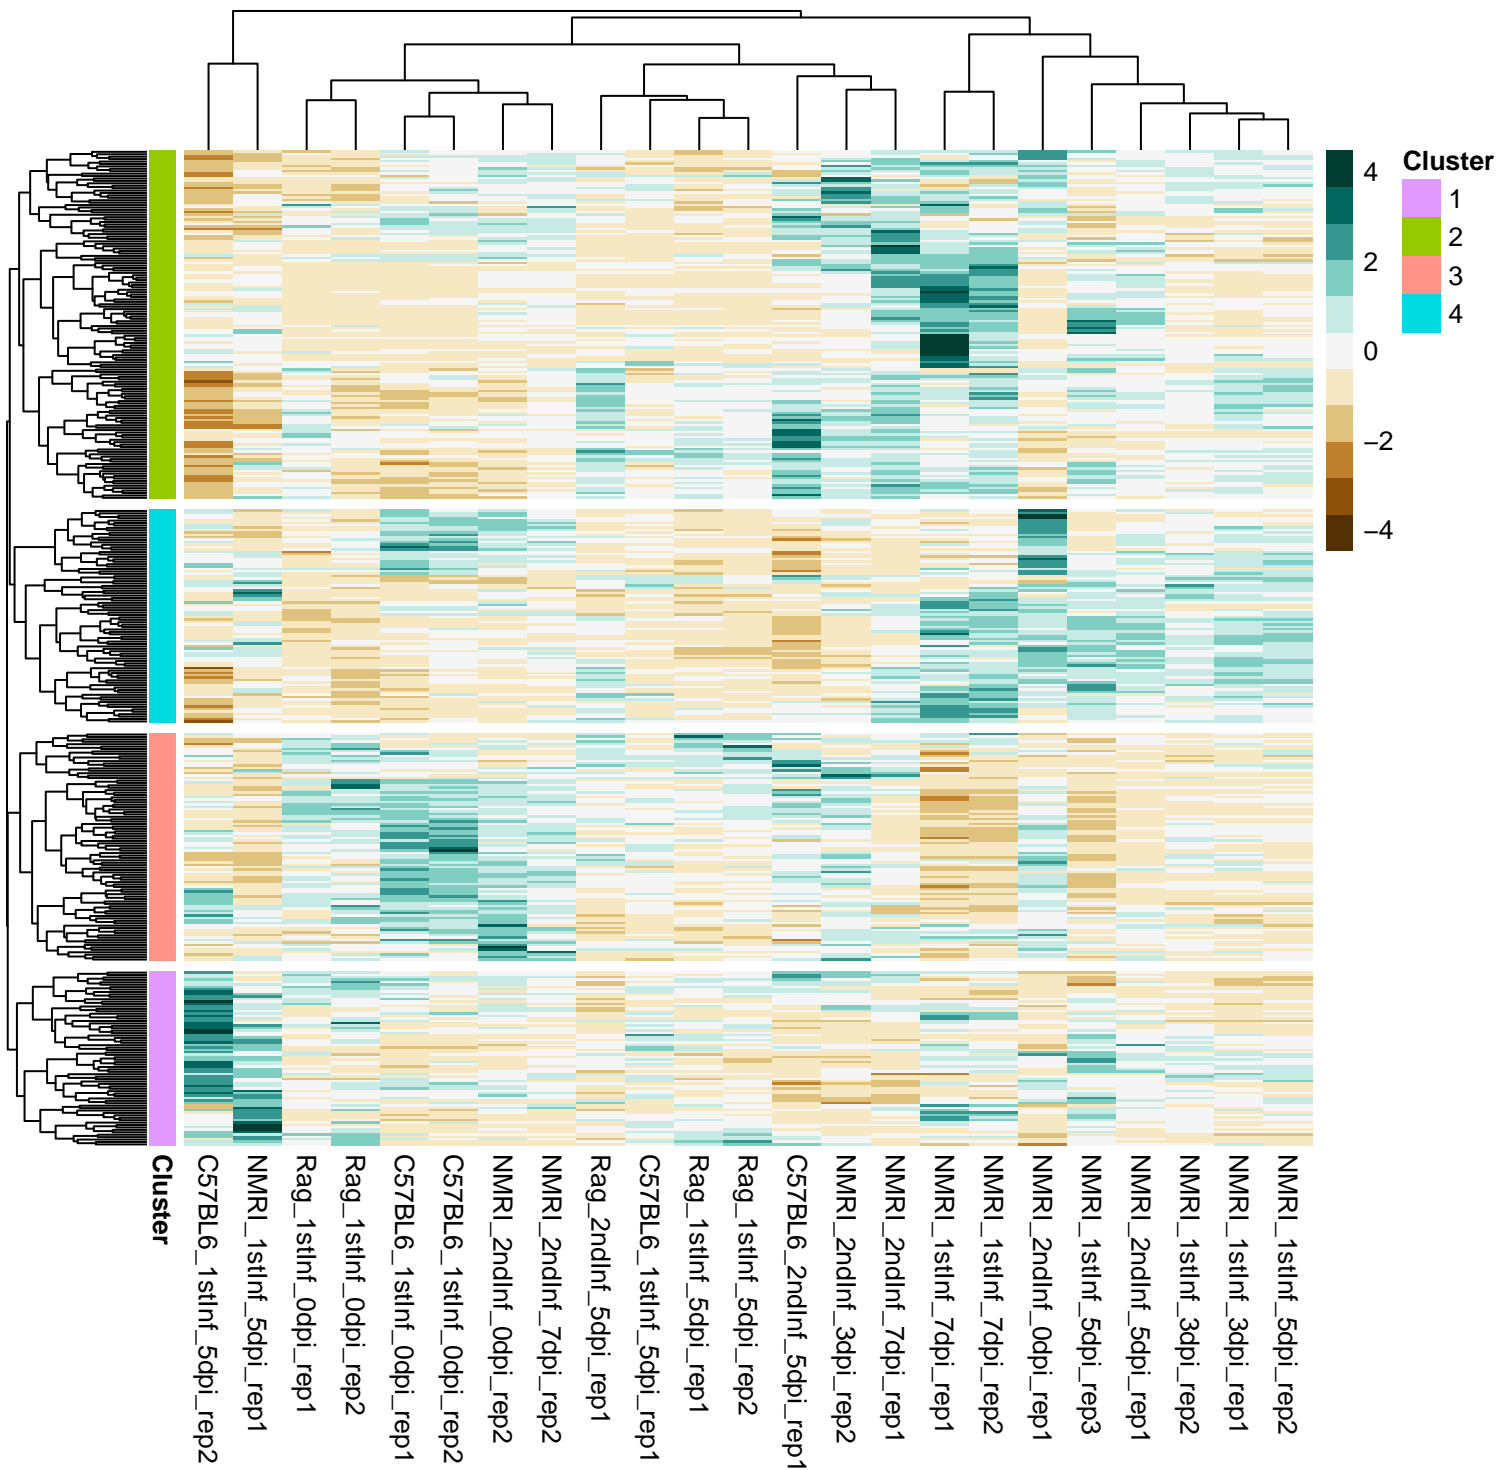 4
2
0
−2
−4
Cluster
1
2
3
4
Cluster
C57BL6_1stInf_5dpi_rep2
NMRI_1stInf_5dpi_rep1
Rag_1stInf_0dpi_rep1
Rag_1stInf_0dpi_rep2
C57BL6_1stInf_0dpi_rep1
C57BL6_1stInf_0dpi_rep2
NMRI_2ndInf_0dpi_rep2
NMRI_2ndInf_7dpi_rep2
Rag_2ndInf_5dpi_rep1
C57BL6_1stInf_5dpi_rep1
Rag_1stInf_5dpi_rep1
Rag_1stInf_5dpi_rep2
C57BL6_2ndInf_5dpi_rep1
NMRI_2ndInf_3dpi_rep2
NMRI_2ndInf_7dpi_rep1
NMRI_1stInf_7dpi_rep1
NMRI_1stInf_7dpi_rep2
NMRI_2ndInf_0dpi_rep1
NMRI_1stInf_5dpi_rep3
NMRI_2ndInf_5dpi_rep1
NMRI_1stInf_3dpi_rep2
NMRI_1stInf_3dpi_rep1
NMRI_1stInf_5dpi_rep2